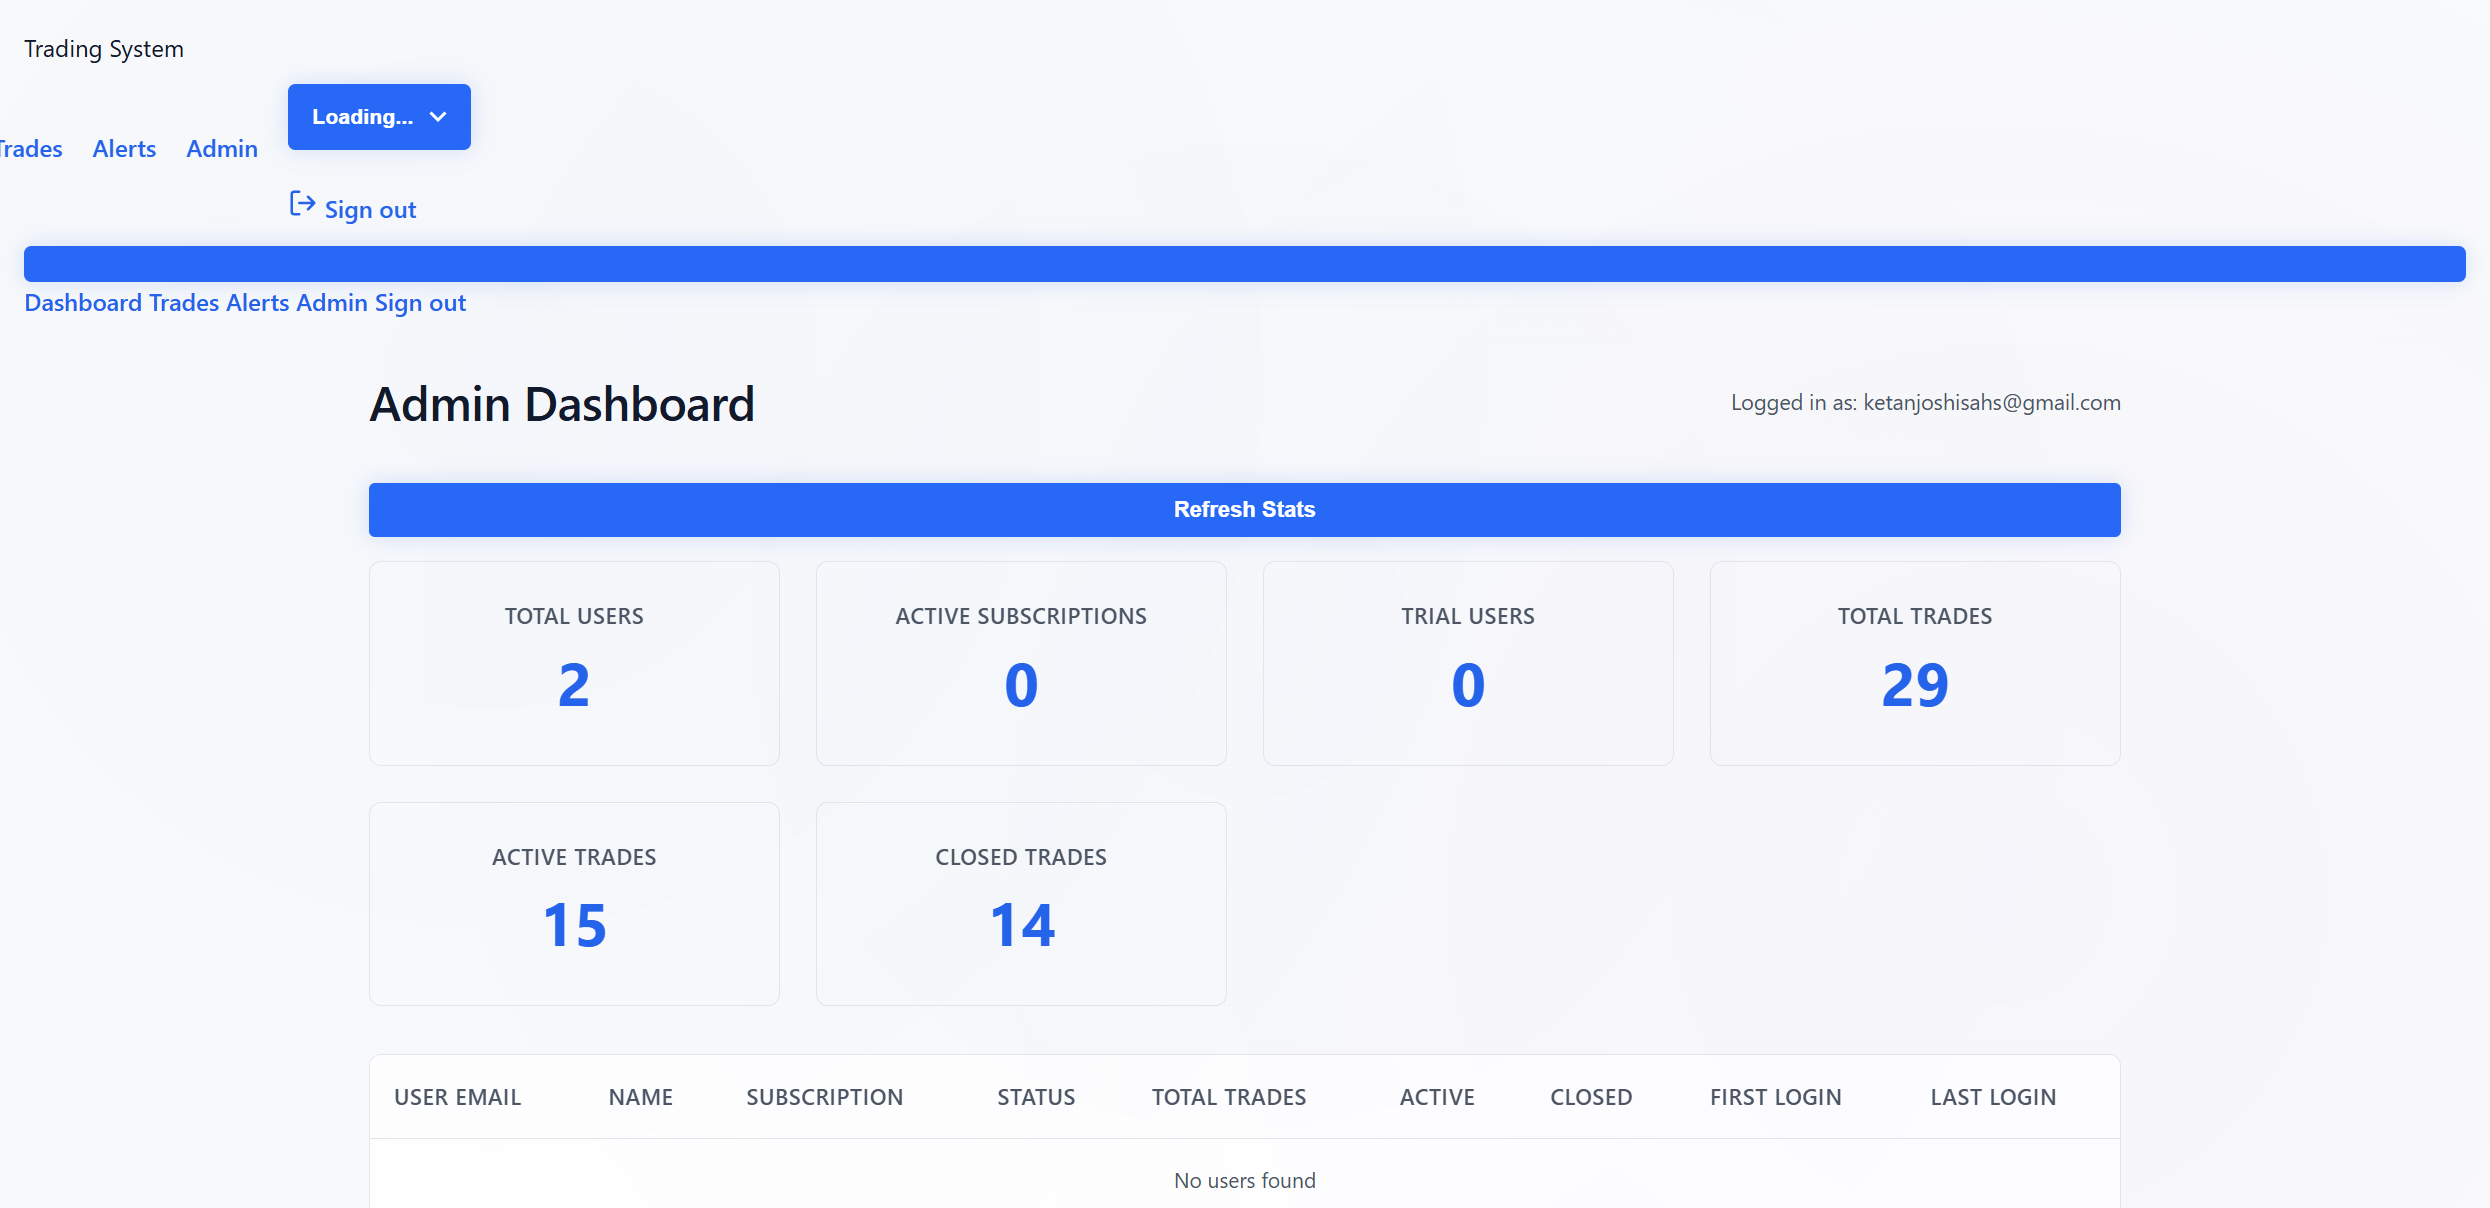 Trading System
Loading...
Trades Alerts Admin
Sign out
Dashboard Trades Alerts Admin Sign out
Admin Dashboard
Logged in as: ketanjoshisahs@gmail.com
Refresh Stats
TOTAL USERS
2
ACTIVE SUBSCRIPTIONS
0
TRIAL USERS
0
TOTAL TRADES
29
ACTIVE TRADES
15
CLOSED TRADES
14
USER EMAIL NAME SUBSCRIPTION STATUS TOTAL TRADES ACTIVE CLOSED FIRST LOGIN LAST LOGIN
No users found